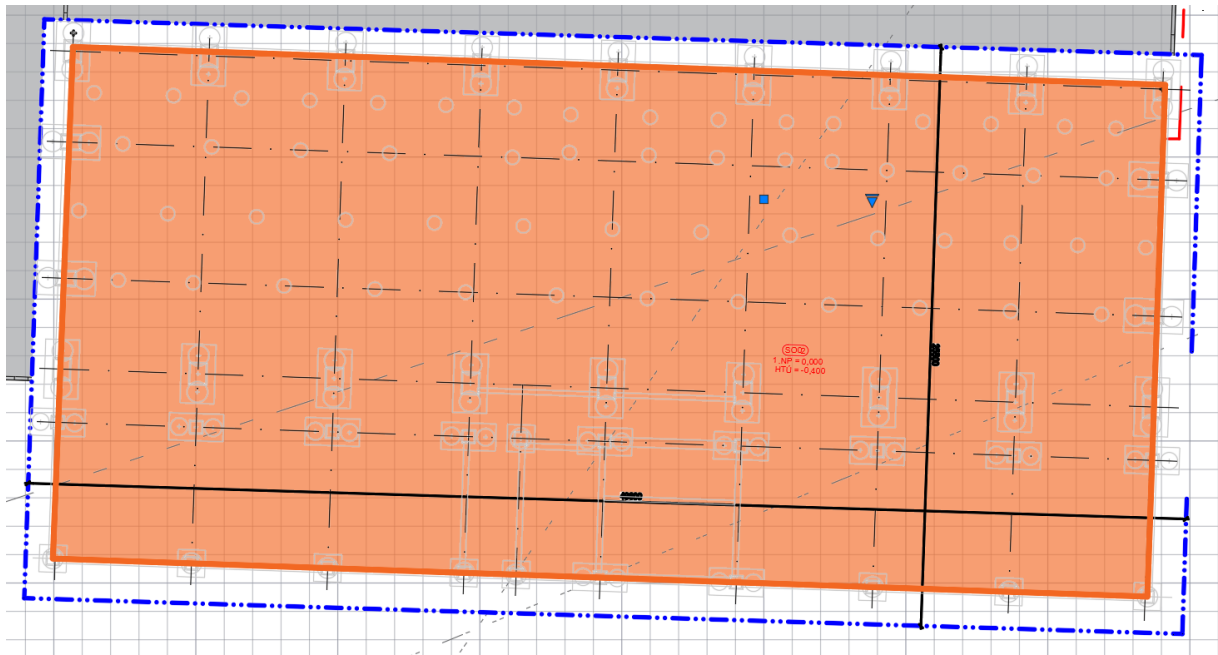 SO02
1.NP = 0,000
HTÚ = -0,400